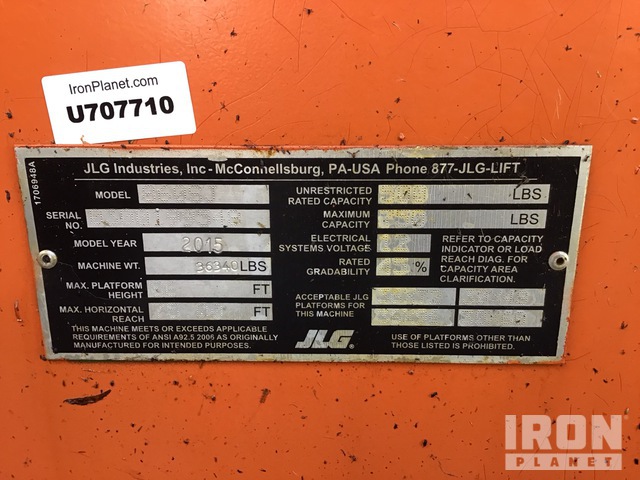 IronPlanet.com
U707710
1706948A
JLG Industries, Inc - McConnellsburg, PA-USA Phone 877-JLG-LIFT
MODEL
SERIAL NO.
MODEL YEAR 2015
MACHINE WT. 36340 LBS
MAX. PLATFORM HEIGHT FT
MAX. HORIZONTAL REACH FT
THIS MACHINE MEETS OR EXCEEDS APPLICABLE
REQUIREMENTS OF ANSI A92.5 2006 AS ORIGINALLY
MANUFACTURED FOR INTENDED PURPOSES.
UNRESTRICTED RATED CAPACITY LBS
MAXIMUM CAPACITY LBS
ELECTRICAL SYSTEMS VOLTAGE
RATED GRADABILITY %
REFER TO CAPACITY
INDICATOR OR LOAD
REACH DIAG. FOR
CAPACITY AREA
CLARIFICATION.
ACCEPTABLE JLG
PLATFORMS FOR
THIS MACHINE
JLG®
USE OF PLATFORMS OTHER THAN
THOSE LISTED IS PROHIBITED.
IRON
PLANET